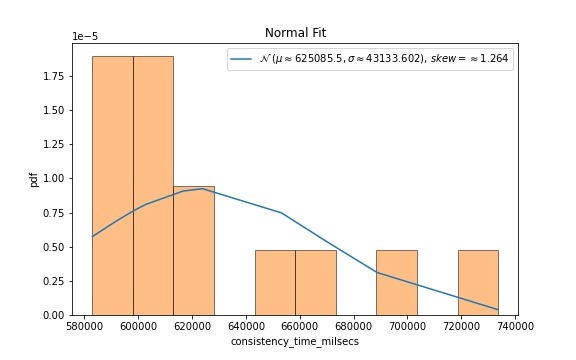 Normal Fit
1e−5
𝒩 (μ ≈ 625085.5, σ ≈ 43133.602), skew = ≈ 1.264
1.75
1.50
1.25
1.00
0.75
0.50
0.25
0.00
pdf
580000 600000 620000 640000 660000 680000 700000 720000 740000
consistency_time_milsecs